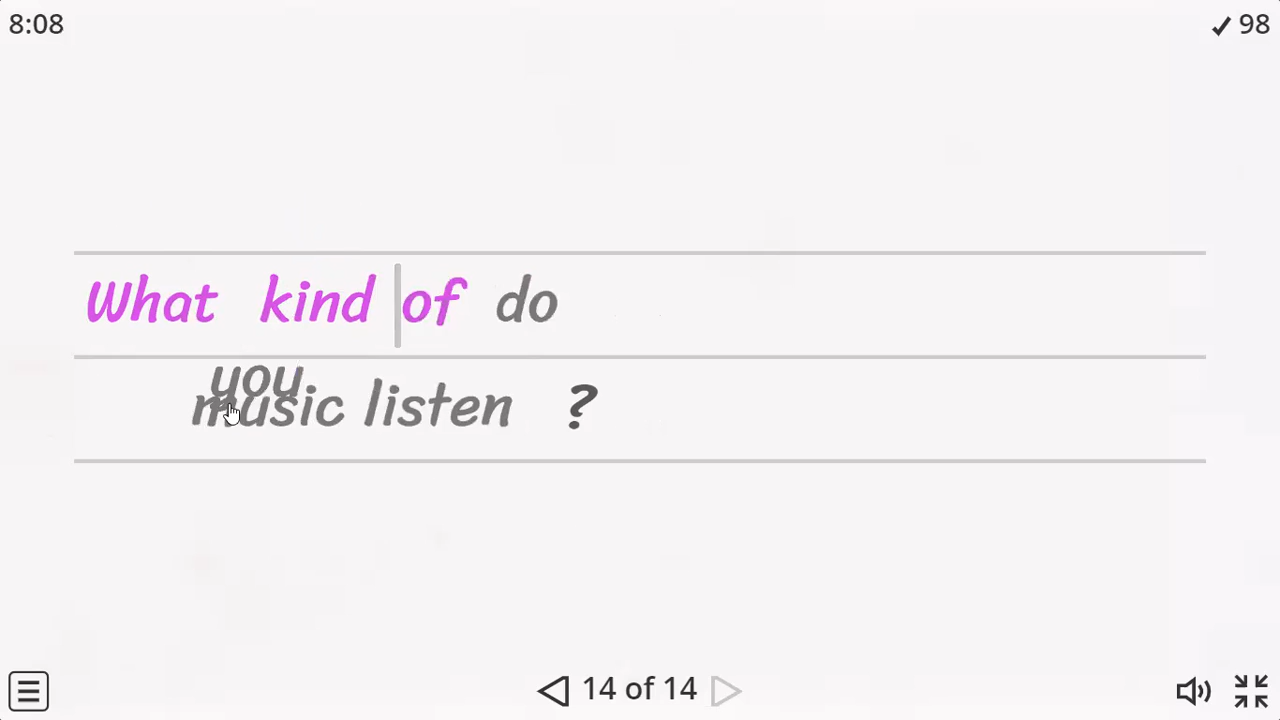 8:08 ✓ 98
What kind of do
you
music listen ?
14 of 14